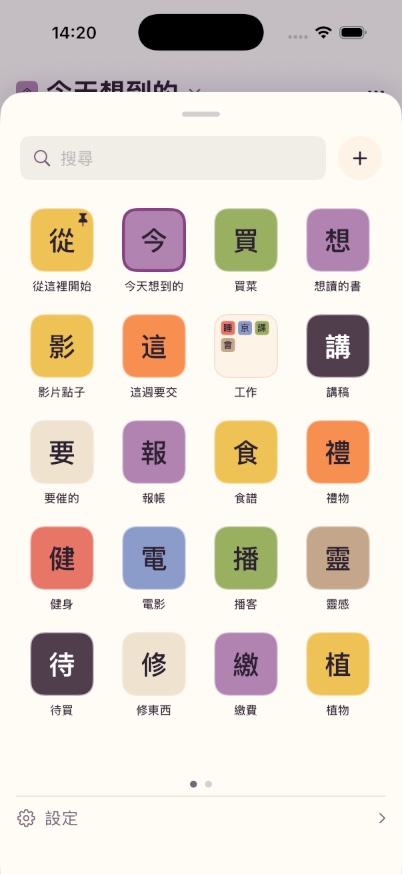 14:20
今天想到的
搜尋
從 今 買 想
從這裡開始 今天想到的 買菜 想讀的書
影 這 睡 京 課 會 講
影片點子 這週要交 工作 講稿
要 報 食 禮
要催的 報帳 食譜 禮物
健 電 播 靈
健身 電影 播客 靈感
待 修 繳 植
待買 修東西 繳費 植物
設定